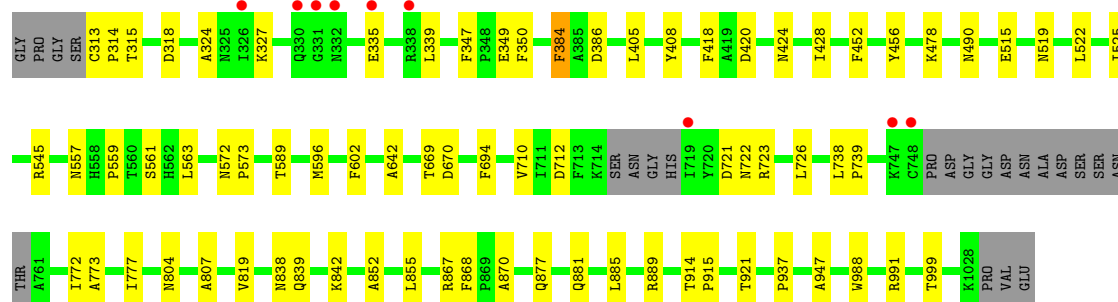 GLY PRO GLY SER C313 P314 T315 D318 A324 N325 I326 K327 Q330 G331 N332 E335 R338 L339 F347 P348 E349 F350 F384 A385 D386 L405 Y408 F418 A419 D420 N424 I428 F452 Y456 K478 N490 E515 N519 L522
R545 N557 H558 P559 T560 S561 H562 L563 N572 P573 T589 M596 F602 A642 T669 D670 F694 V710 I711 D712 F713 K714 SER ASN GLY HIS I719 Y720 D721 N722 R723 L726 L738 P739 K747 C748 PRO ASP GLY GLY ASP ASN ALA ASP SER SER
THR A761 I772 A773 I777 N804 A807 V819 N838 Q839 K842 A852 L855 R867 F868 P869 A870 Q877 Q881 L885 R889 T914 P915 T921 P937 A947 W988 R991 T999 K1028 PRO VAL GLU